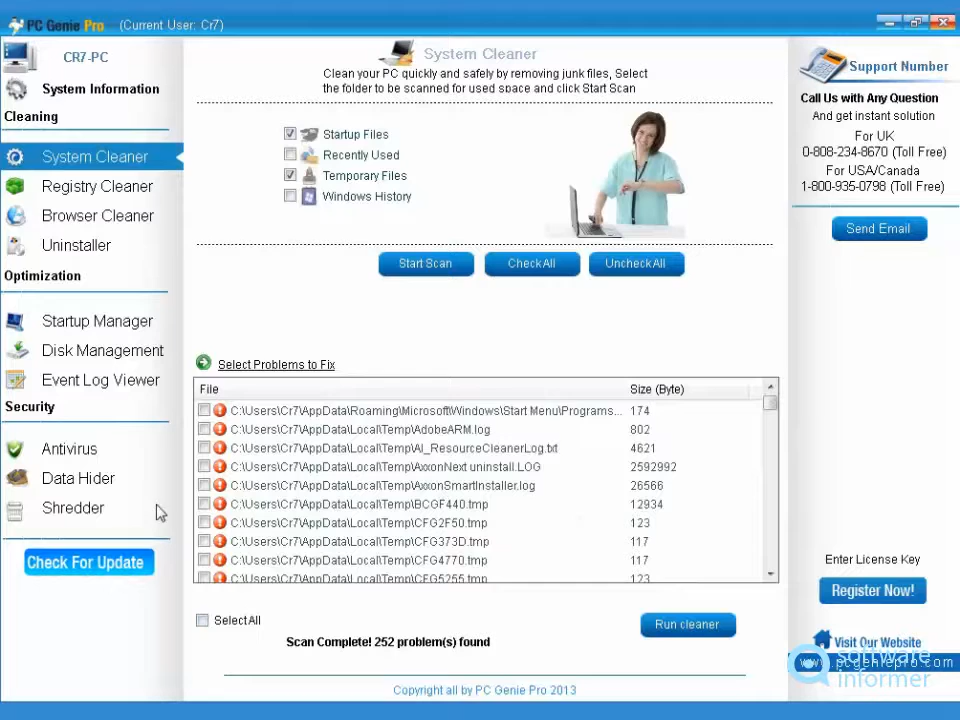 PC Genie Pro (Current User: Cr7)
CR7-PC
System Information
Cleaning
System Cleaner
Registry Cleaner
Browser Cleaner
Uninstaller
Optimization
Startup Manager
Disk Management
Event Log Viewer
Security
Antivirus
Data Hider
Shredder
Check For Update
System Cleaner
Clean your PC quickly and safely by removing junk files, Select
the folder to be scanned for used space and click Start Scan
Startup Files
Recently Used
Temporary Files
Windows History
Start Scan CheckAll UncheckAll
Select Problems to Fix
File Size (Byte)
C:\Users\Cr7\AppData\Roaming\Microsoft\Windows\Start Menu\Programs... 174
C:\Users\Cr7\AppData\Local\Temp\AdobeARM.log 802
C:\Users\Cr7\AppData\Local\Temp\AI_ResourceCleanerLog.txt 4621
C:\Users\Cr7\AppData\Local\Temp\AxxonNext uninstall.LOG 2592992
C:\Users\Cr7\AppData\Local\Temp\AxxonSmartInstaller.log 26566
C:\Users\Cr7\AppData\Local\Temp\BCGF440.tmp 12934
C:\Users\Cr7\AppData\Local\Temp\CFG2F50.tmp 123
C:\Users\Cr7\AppData\Local\Temp\CFG373D.tmp 117
C:\Users\Cr7\AppData\Local\Temp\CFG4770.tmp 117
C:\Users\Cr7\AppData\Local\Temp\CFG5255.tmp 123
SelectAll
Run cleaner
Scan Complete! 252 problem(s) found
Copyright all by PC Genie Pro 2013
Support Number
Call Us with Any Question
And get instant solution
For UK
0-808-234-8670 (Toll Free)
For USA/Canada
1-800-935-0798 (Toll Free)
Send Email
Enter License Key
Register Now!
Visit Our Website
www.pcgeniepro.com
software
informer